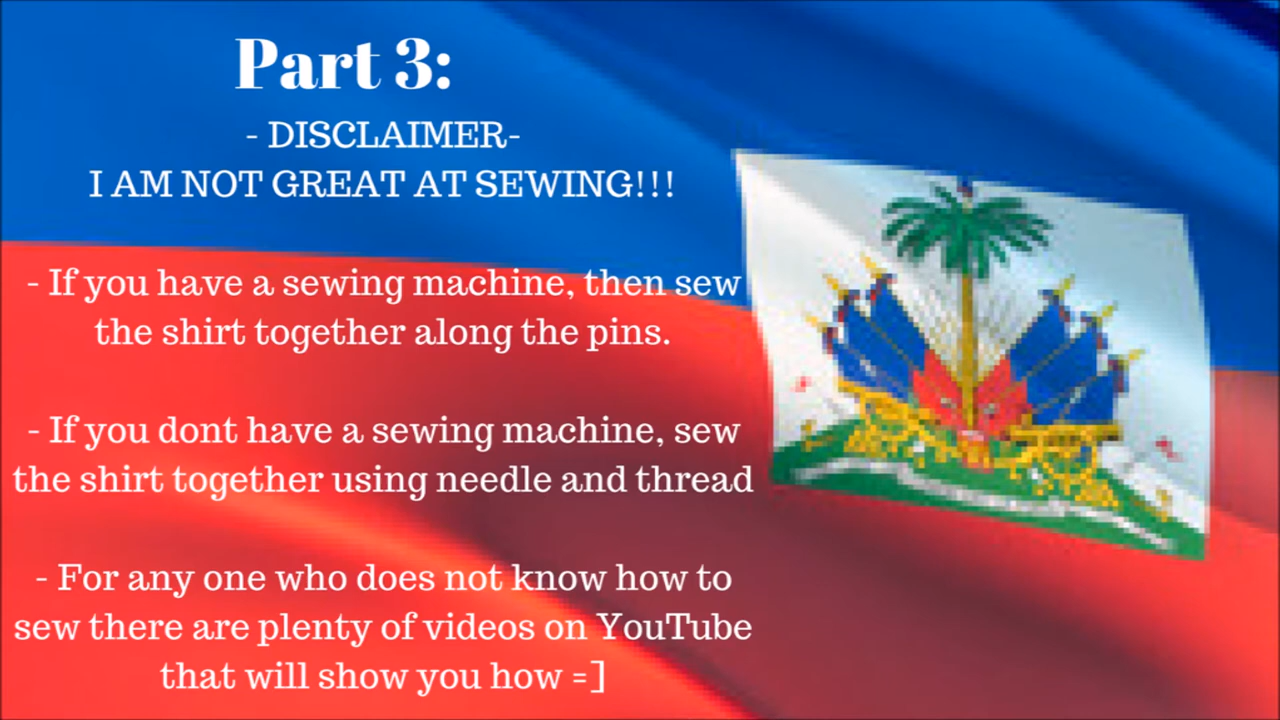 Part 3:
- DISCLAIMER-
I AM NOT GREAT AT SEWING!!!
- If you have a sewing machine, then sew
the shirt together along the pins.
- If you dont have a sewing machine, sew
the shirt together using needle and thread
- For any one who does not know how to
sew there are plenty of videos on YouTube
that will show you how =]